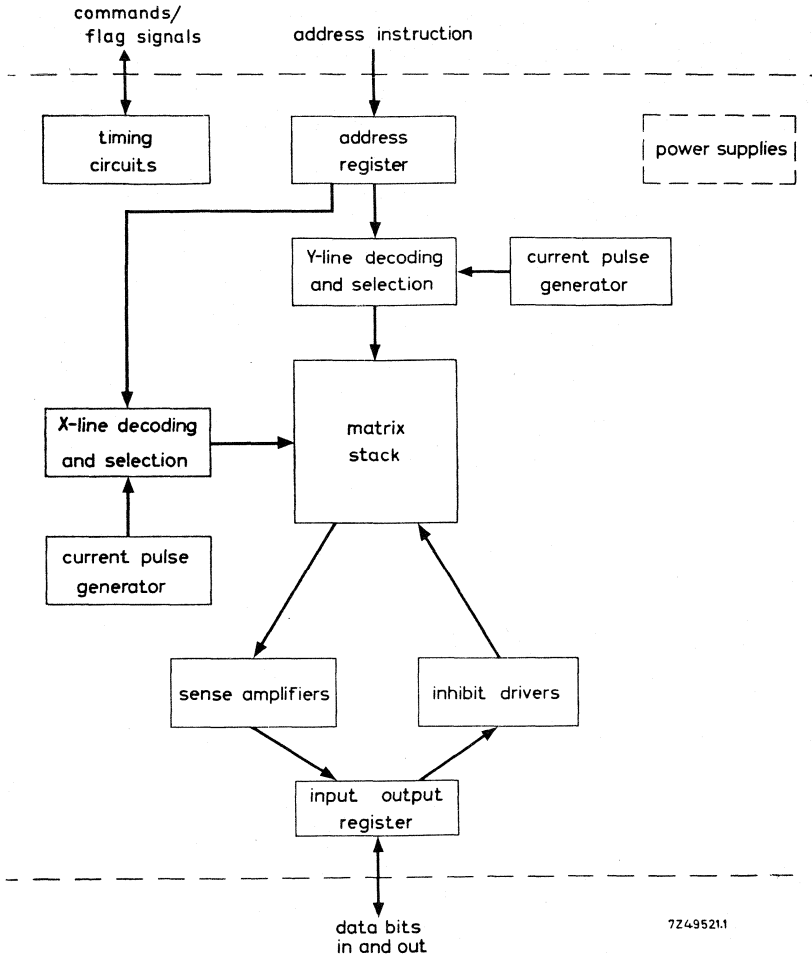 commands/
flag signals
address instruction
timing
circuits
address
register
power supplies
Y-line decoding
and selection
current pulse
generator
X-line decoding
and selection
matrix
stack
current pulse
generator
sense amplifiers
inhibit drivers
input output
register
data bits
in and out
7Z49521.1